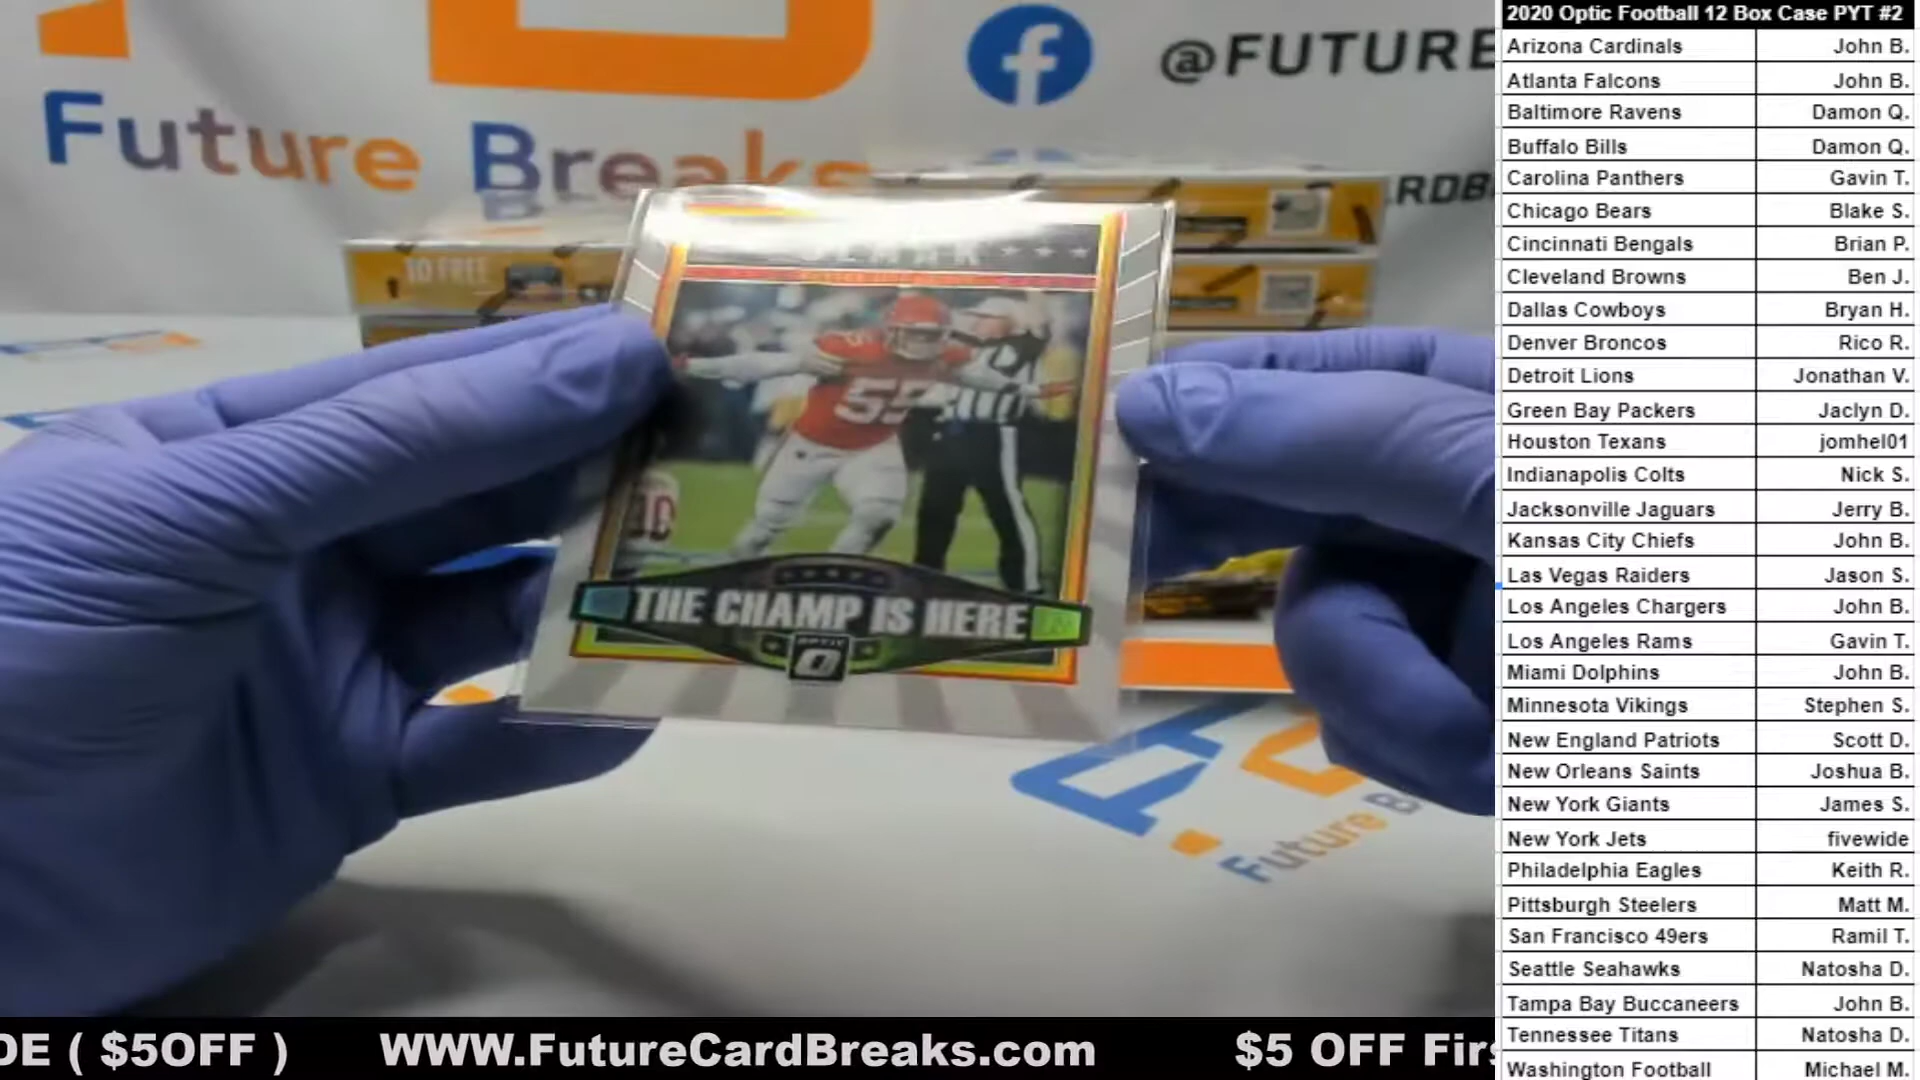 Future Breaks
@FUTURE
10 FREE
55
10
THE CHAMP IS HERE
OPTIC
Future B
DE ( $5OFF ) WWW.FutureCardBreaks.com $5 OFF Firs
2020 Optic Football 12 Box Case PYT #2
Arizona Cardinals John B.
Atlanta Falcons John B.
Baltimore Ravens Damon Q.
Buffalo Bills Damon Q.
Carolina Panthers Gavin T.
Chicago Bears Blake S.
Cincinnati Bengals Brian P.
Cleveland Browns Ben J.
Dallas Cowboys Bryan H.
Denver Broncos Rico R.
Detroit Lions Jonathan V.
Green Bay Packers Jaclyn D.
Houston Texans jomhel01
Indianapolis Colts Nick S.
Jacksonville Jaguars Jerry B.
Kansas City Chiefs John B.
Las Vegas Raiders Jason S.
Los Angeles Chargers John B.
Los Angeles Rams Gavin T.
Miami Dolphins John B.
Minnesota Vikings Stephen S.
New England Patriots Scott D.
New Orleans Saints Joshua B.
New York Giants James S.
New York Jets fivewide
Philadelphia Eagles Keith R.
Pittsburgh Steelers Matt M.
San Francisco 49ers Ramil T.
Seattle Seahawks Natosha D.
Tampa Bay Buccaneers John B.
Tennessee Titans Natosha D.
Washington Football Michael M.